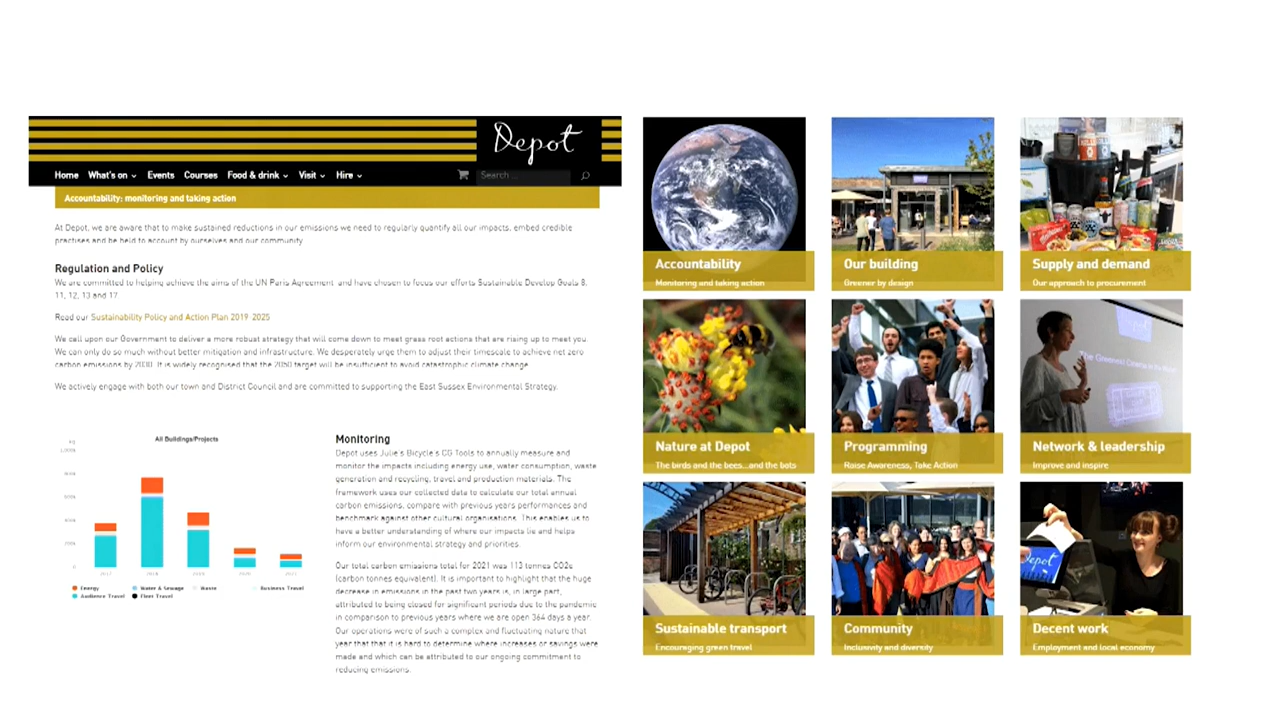 Depot
Home What's on Events Courses Food & drink Visit Hire Search ...
Accountability: monitoring and taking action
At Depot, we are aware that to make sustained reductions in our emissions we need to regularly quantify all our impacts, embed credible
practises and be held to account by ourselves and our community.
Regulation and Policy
We are committed to helping achieve the aims of the UN Paris Agreement and have chosen to focus our efforts Sustainable Develop Goals 8,
11, 12, 13 and 17
Read our Sustainability Policy and Action Plan 2019-2025
We call upon our Government to deliver a more robust strategy that will come down to meet grass root actions that are rising up to meet you.
We can only do so much without better mitigation and infrastructure. We desperately urge them to adjust their timescale to achieve net zero
carbon emissions by 2030. It is widely recognised that the 2050 target will be insufficient to avoid catastrophic climate change.
We actively engage with both our town and District Council and are committed to supporting the East Sussex Environmental Strategy.
All Buildings/Projects
Energy Water & Sewage Waste Business Travel
Audience Travel Fleet Travel
Monitoring
Depot uses Julie's Bicycle's CG Tools to annually measure and
monitor the impacts including energy use, water consumption, waste
generation and recycling, travel and production materials. The
framework uses our collected data to calculate our total annual
carbon emissions, compare with previous years performances and
benchmark against other cultural organisations. This enables us to
have a better understanding of where our impacts lie and helps
inform our environmental strategy and priorities.
Our total carbon emissions total for 2021 was 113 tonnes CO2e
(carbon tonnes equivalent). It is important to highlight that the huge
decrease in emissions in the past two years is, in large part,
attributed to being closed for significant periods due to the pandemic
in comparison to previous years where we are open 364 days a year.
Our operations were of such a complex and fluctuating nature that
year that that it is hard to determine where increases or savings were
made and which can be attributed to our ongoing commitment to
reducing emissions.
Accountability
Monitoring and taking action
Our building
Greener by design
Supply and demand
Our approach to procurement
The Greenest Cinema in the World
Nature at Depot
The birds and the bees...and the bats
Programming
Raise Awareness, Take Action
Network & leadership
Improve and inspire
Depot
Sustainable transport
Encouraging green travel
Community
Inclusivity and diversity
Decent work
Employment and local economy